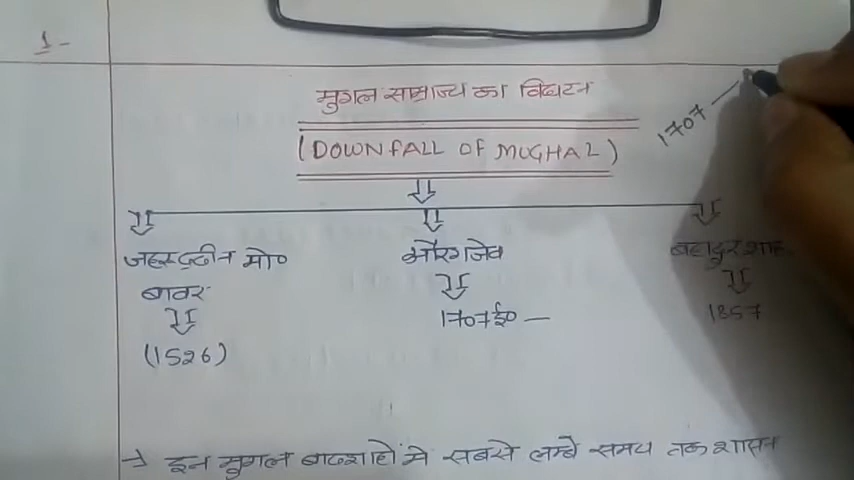 1-
मुगल साम्राज्य का विघटन
(DOWNFALL OF MUGHAL)
1707 —
जहरुद्दीन मो०
बाबर
(1526)
औरंगजेब
1707ई० —
बहादुर शाह
1857
→ इन मुगल बादशाहों में सबसे लम्बे समय तक शासन